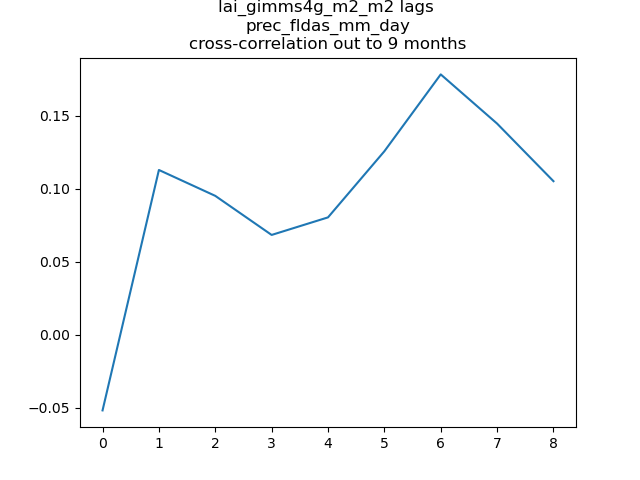 lai_gimms4g_m2_m2 lags
prec_fldas_mm_day
cross-correlation out to 9 months
0.15
0.10
0.05
0.00
−0.05
0 1 2 3 4 5 6 7 8